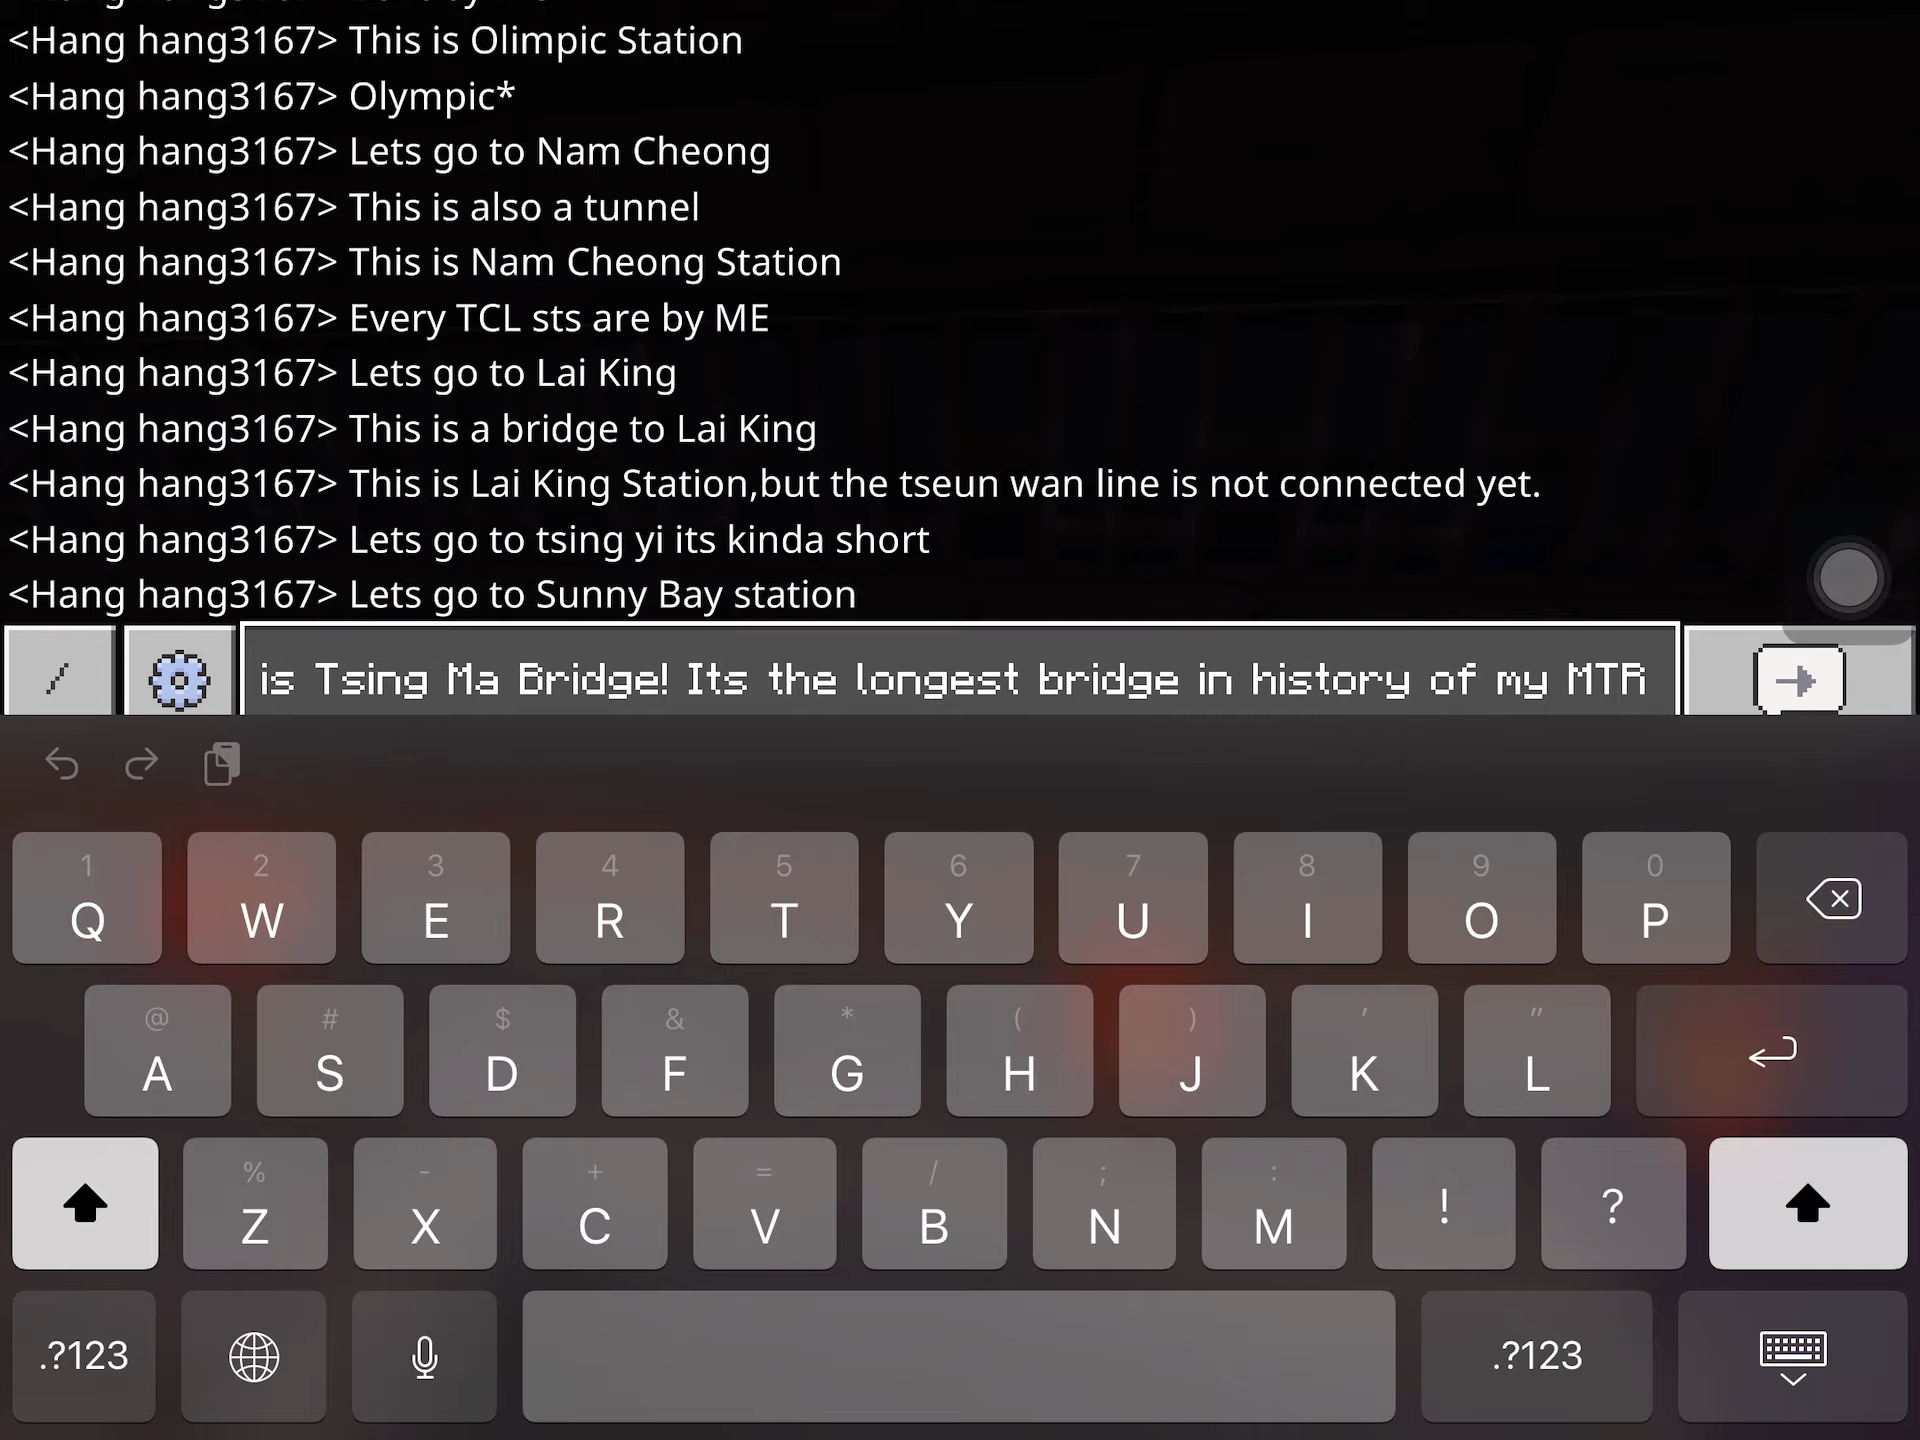 <Hang hang3167> This is Olimpic Station
<Hang hang3167> Olympic*
<Hang hang3167> Lets go to Nam Cheong
<Hang hang3167> This is also a tunnel
<Hang hang3167> This is Nam Cheong Station
<Hang hang3167> Every TCL sts are by ME
<Hang hang3167> Lets go to Lai King
<Hang hang3167> This is a bridge to Lai King
<Hang hang3167> This is Lai King Station,but the tseun wan line is not connected yet.
<Hang hang3167> Lets go to tsing yi its kinda short
<Hang hang3167> Lets go to Sunny Bay station
/ is Tsing Ma Bridge! Its the longest bridge in history of my MTR
1 2 3 4 5 6 7 8 9 0
Q W E R T Y U I O P
@ # $ & * ( ) ' "
A S D F G H J K L
% - + = / ; :
Z X C V B N M ! ?
.?123 .?123